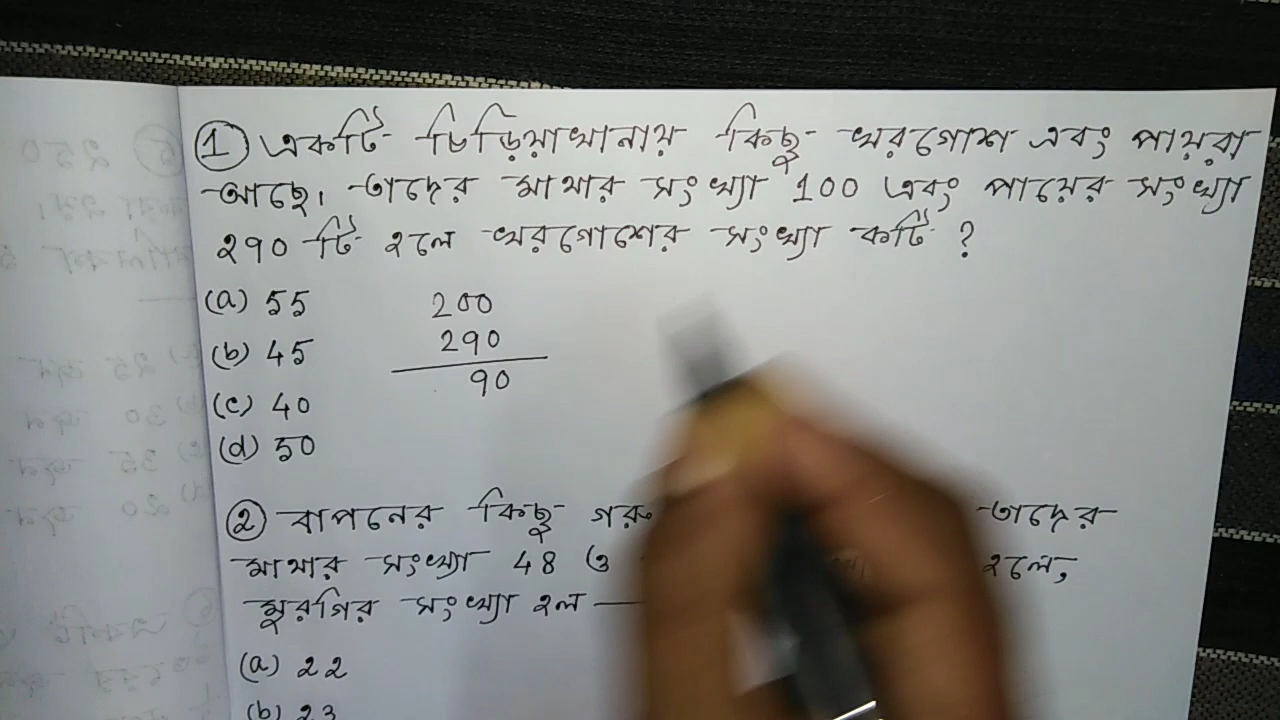 ① একটি চিড়িয়াখানায় কিছু খরগোশ এবং পায়রা
আছে। তাদের মাথার সংখ্যা 100 এবং পায়ের সংখ্যা
290 টি হলে খরগোশের সংখ্যা কটি ?
(a) 55
(b) 45
(c) 40
(d) 50
200
290
90
② বাপনের কিছু গরু তাদের
মাথার সংখ্যা 48 ও হলে,
মুরগির সংখ্যা হল —
(a) 22
(b) 23